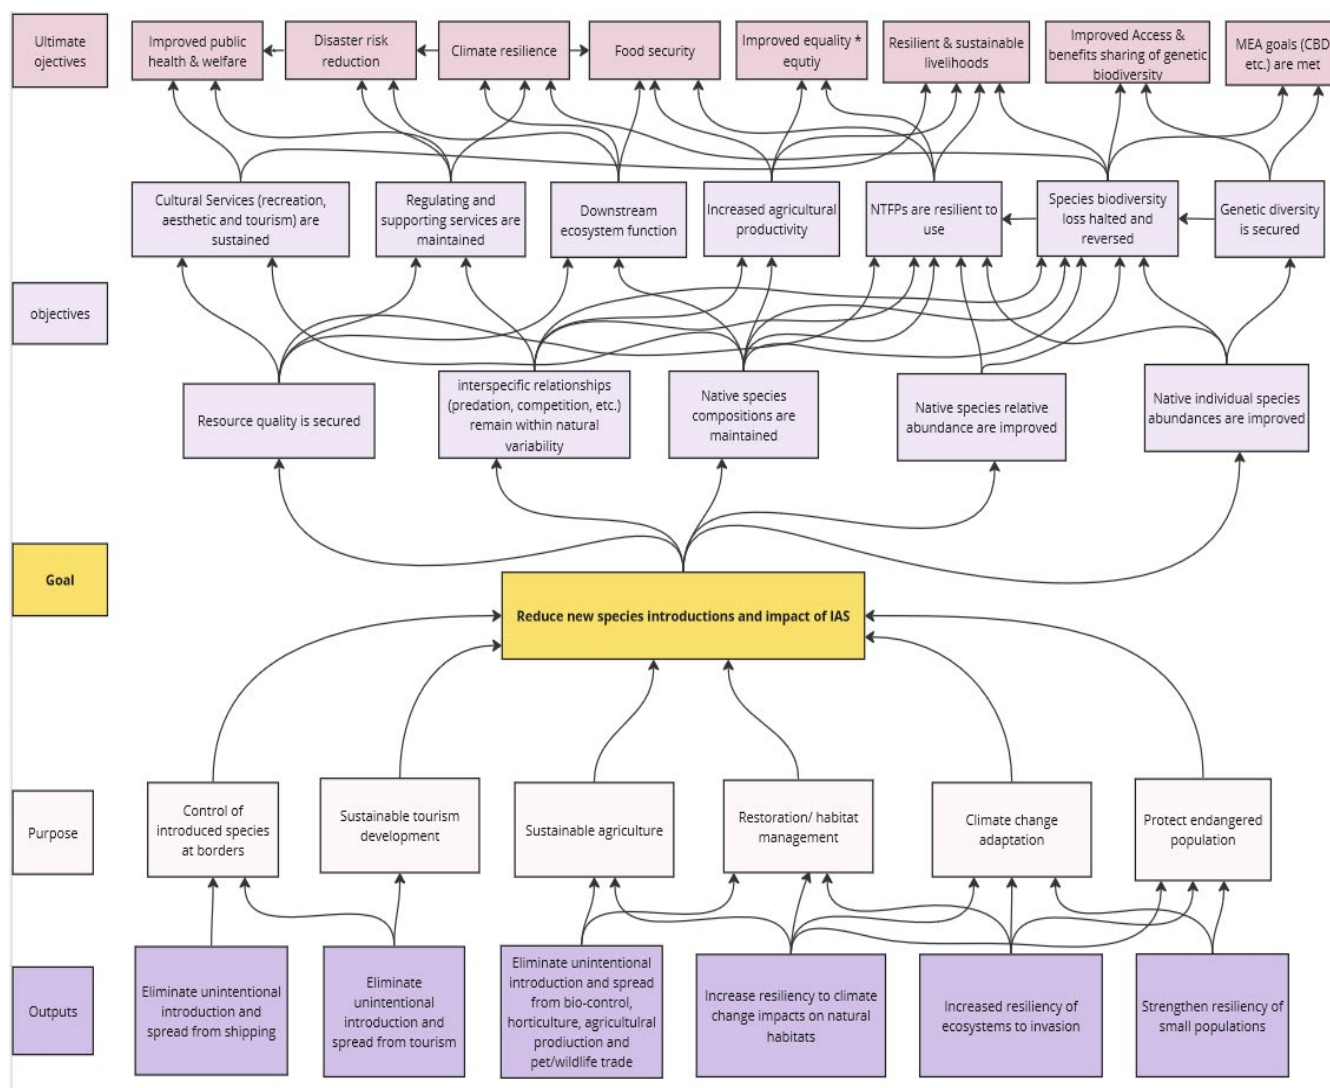 Ultimate
ojectives
Improved public
health & welfare
Disaster risk
reduction
Climate resilience
Food security
Improved equality *
equtiy
Resilient & sustainable
livelihoods
Improved Access &
benefits sharing of genetic
biodiversity
MEA goals (CBD
etc.) are met
Cultural Services (recreation,
aesthetic and tourism) are
sustained
Regulating and
supporting services are
maintained
Downstream
ecosystem function
Increased agricultural
productivity
NTFPs are resilient to
use
Species biodiversity
loss halted and
reversed
Genetic diversity
is secured
objectives
Resource quality is secured
interspecific relationships
(predation, competition, etc.)
remain within natural
variability
Native species
compositions are
maintained
Native species relative
abundance are improved
Native individual species
abundances are improved
Goal
Reduce new species introductions and impact of IAS
Purpose
Control of
introduced species
at borders
Sustainable tourism
development
Sustainable agriculture
Restoration/ habitat
management
Climate change
adaptation
Protect endangered
population
Outputs
Eliminate unintentional
introduction and
spread from shipping
Eliminate
unintentional
introduction and
spread from tourism
Eliminate unintentional
introduction and spread
from bio-control,
horticulture, agricultulral
production and
pet/wildlife trade
Increase resiliency to climate
change impacts on natural
habitats
Increased resiliency of
ecosystems to invasion
Strengthen resiliency of
small populations